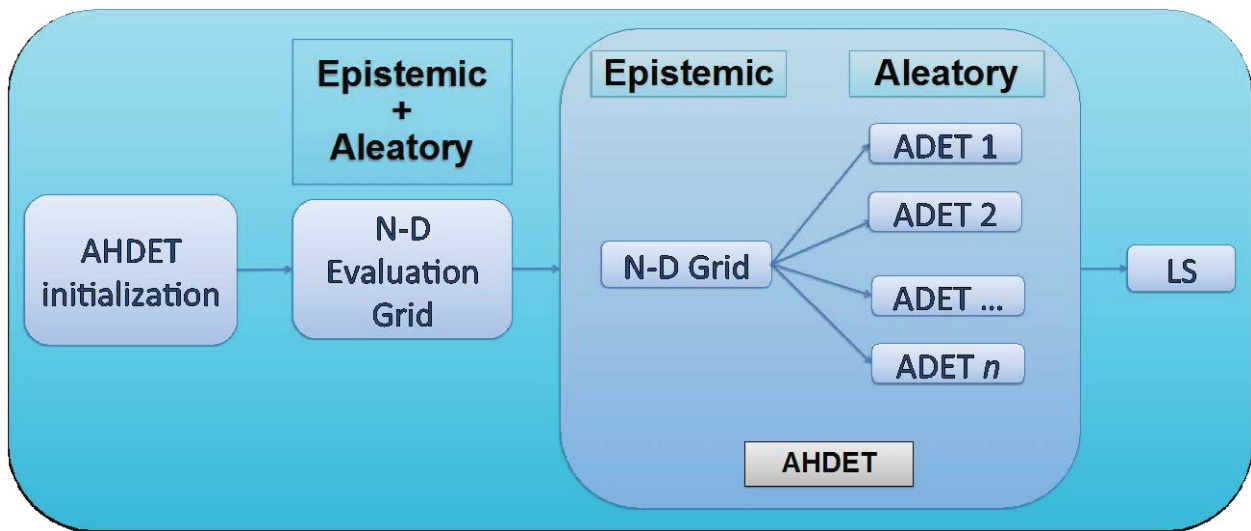 Epistemic
+
Aleatory
AHDET
initialization
N-D
Evaluation
Grid
Epistemic
Aleatory
N-D Grid
ADET 1
ADET 2
ADET ...
ADET n
AHDET
LS